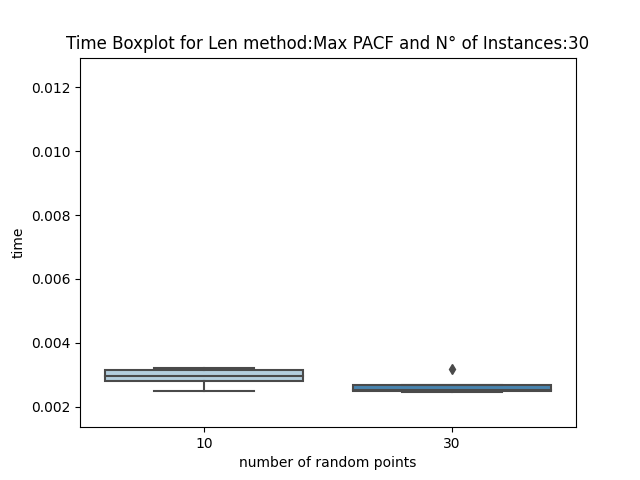 Time Boxplot for Len method:Max PACF and N° of Instances:30
0.012
0.010
0.008
0.006
0.004
0.002
time
10 30
number of random points